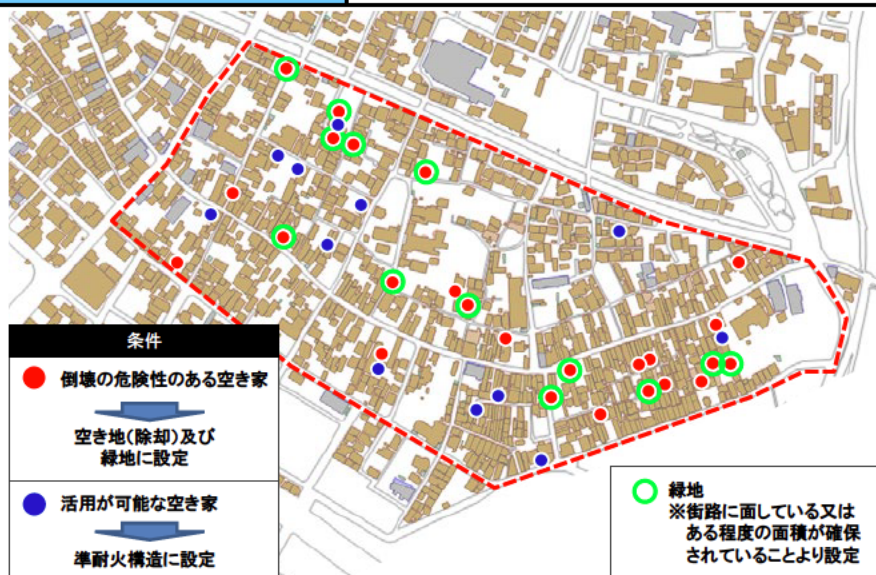 条件
倒壊の危険性のある空き家
空き地(除却)及び
緑地に設定
活用が可能な空き家
準耐火構造に設定
緑地
※街路に面している又は
ある程度の面積が確保
されていることより設定